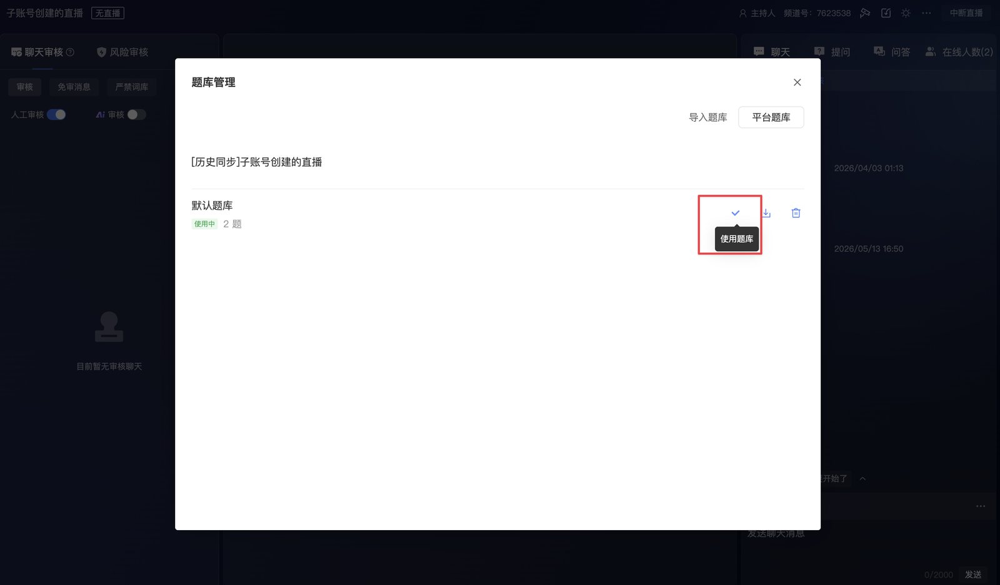 子账号创建的直播 无直播
主持人 频道号：7623538 中断直播
聊天审核 风险审核
聊天 提问 问答 在线人数(2)
审核 免审消息 严禁词库
人工审核 Ai 审核
目前暂无审核聊天
题库管理
导入题库 平台题库
[历史同步]子账号创建的直播
默认题库
使用中 2 题
使用题库
2026/04/03 01:13
2026/05/13 16:50
开始了
发送聊天消息
0/2000 发送